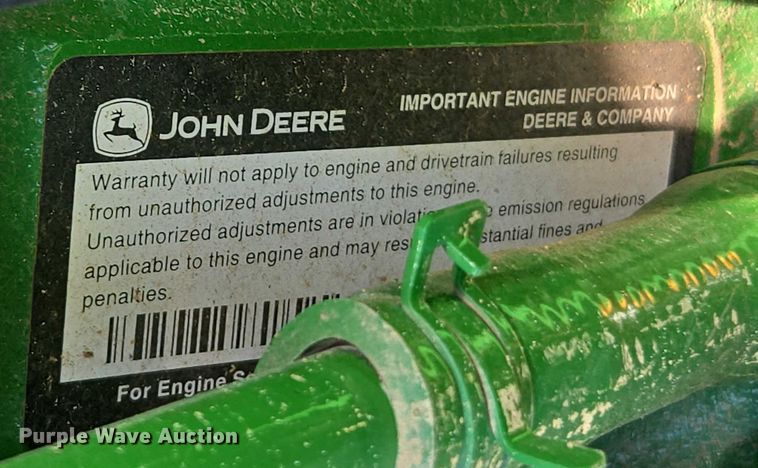 JOHN DEERE
IMPORTANT ENGINE INFORMATION
DEERE & COMPANY
Warranty will not apply to engine and drivetrain failures resulting
from unauthorized adjustments to this engine.
Unauthorized adjustments are in emission regulations
applicable to this engine and may fines and
penalties.
For Engine
Purple Wave Auction